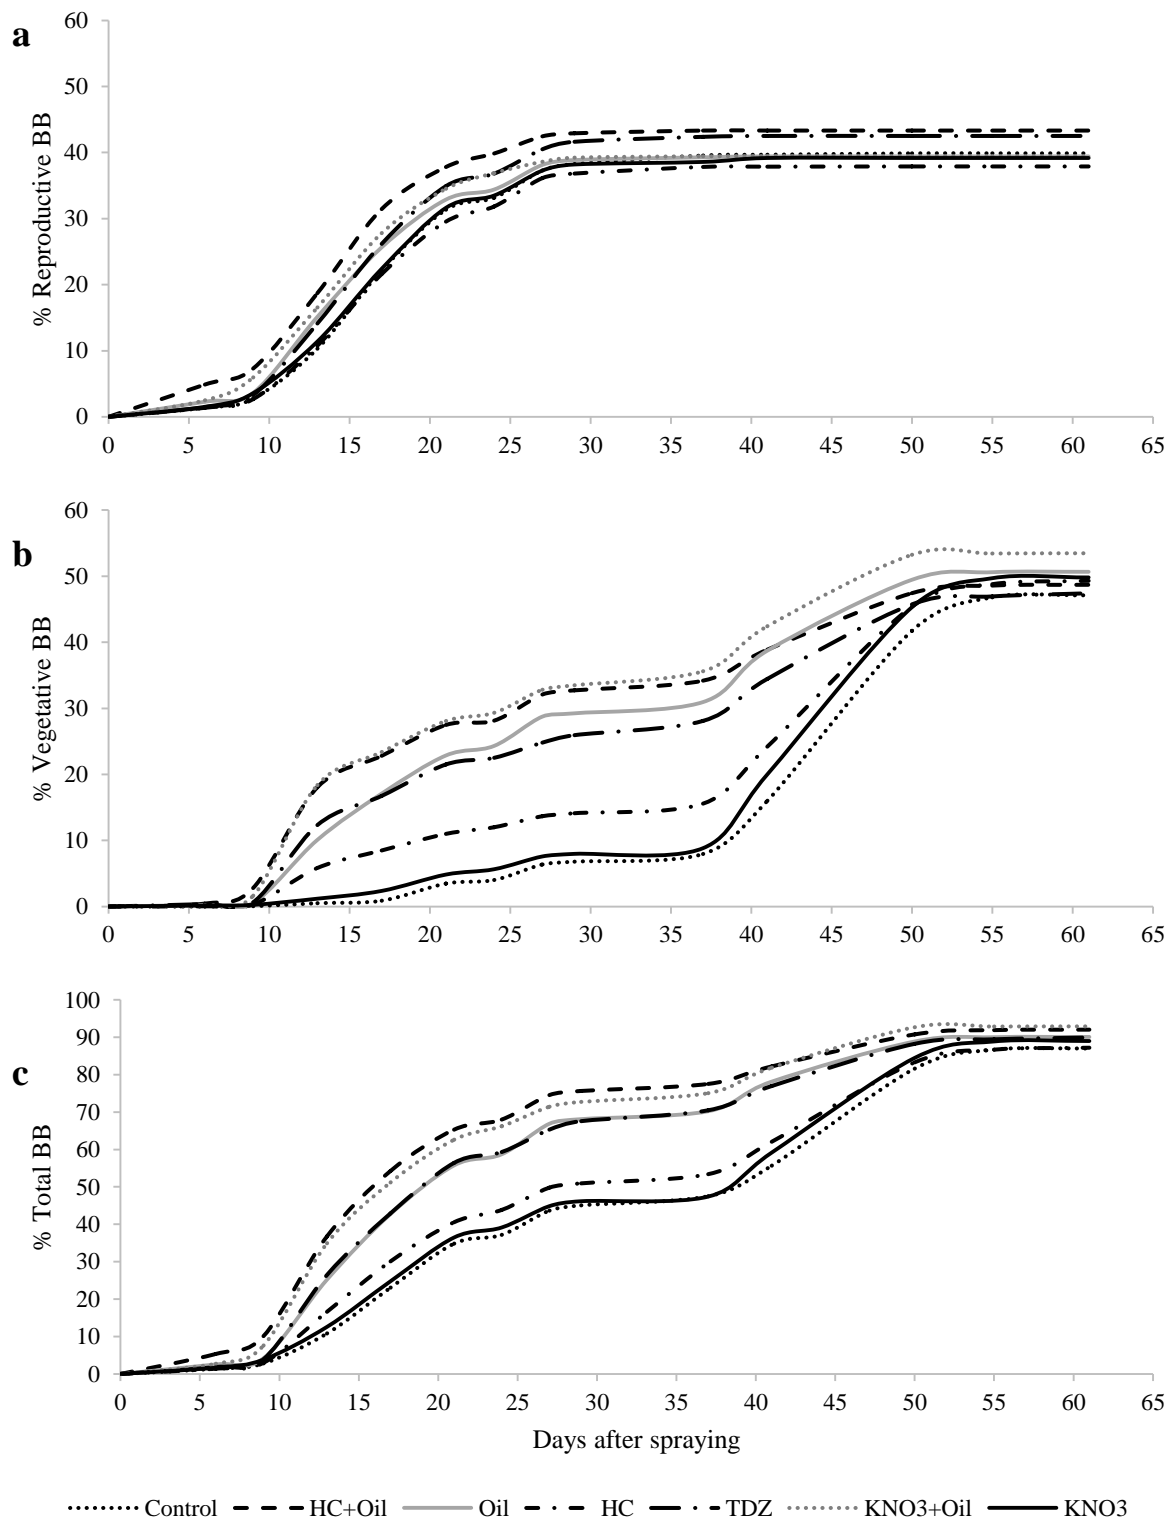 a
% Reproductive BB
60
50
40
30
20
10
0
0 5 10 15 20 25 30 35 40 45 50 55 60 65
b
% Vegetative BB
60
50
40
30
20
10
0
0 5 10 15 20 25 30 35 40 45 50 55 60 65
c
% Total BB
100
90
80
70
60
50
40
30
20
10
0
0 5 10 15 20 25 30 35 40 45 50 55 60 65
Days after spraying
Control HC+Oil Oil HC TDZ KNO3+Oil KNO3